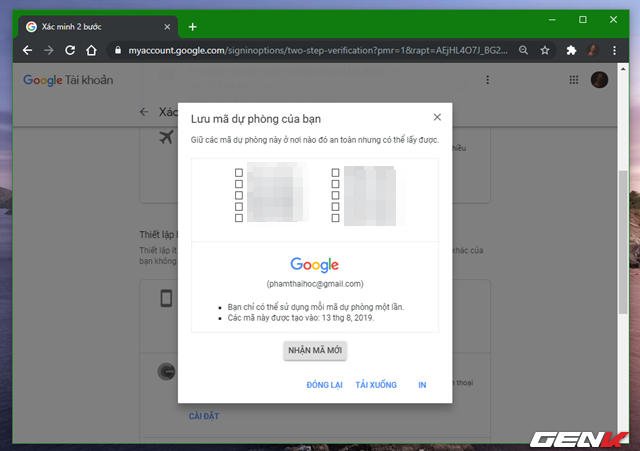 Xác minh 2 bước
myaccount.google.com/signinoptions/two-step-verification?pmr=1&rapt=AEjHL4O7J_BG2...
Google Tài khoản
Xác
Lưu mã dự phòng của bạn
Giữ các mã dự phòng này ở nơi nào đó an toàn nhưng có thể lấy được.
hiều
Google
(phamthaihoc@gmail.com)
Thiết lập
Thiết lập ít
khác của
bạn không
Bạn chỉ có thể sử dụng mỗi mã dự phòng một lần.
Các mã này được tạo vào: 13 thg 8, 2019.
NHẬN MÃ MỚI
ĐÓNG LẠI
TẢI XUỐNG
IN
n thoại
CÀI ĐẶT
GENK